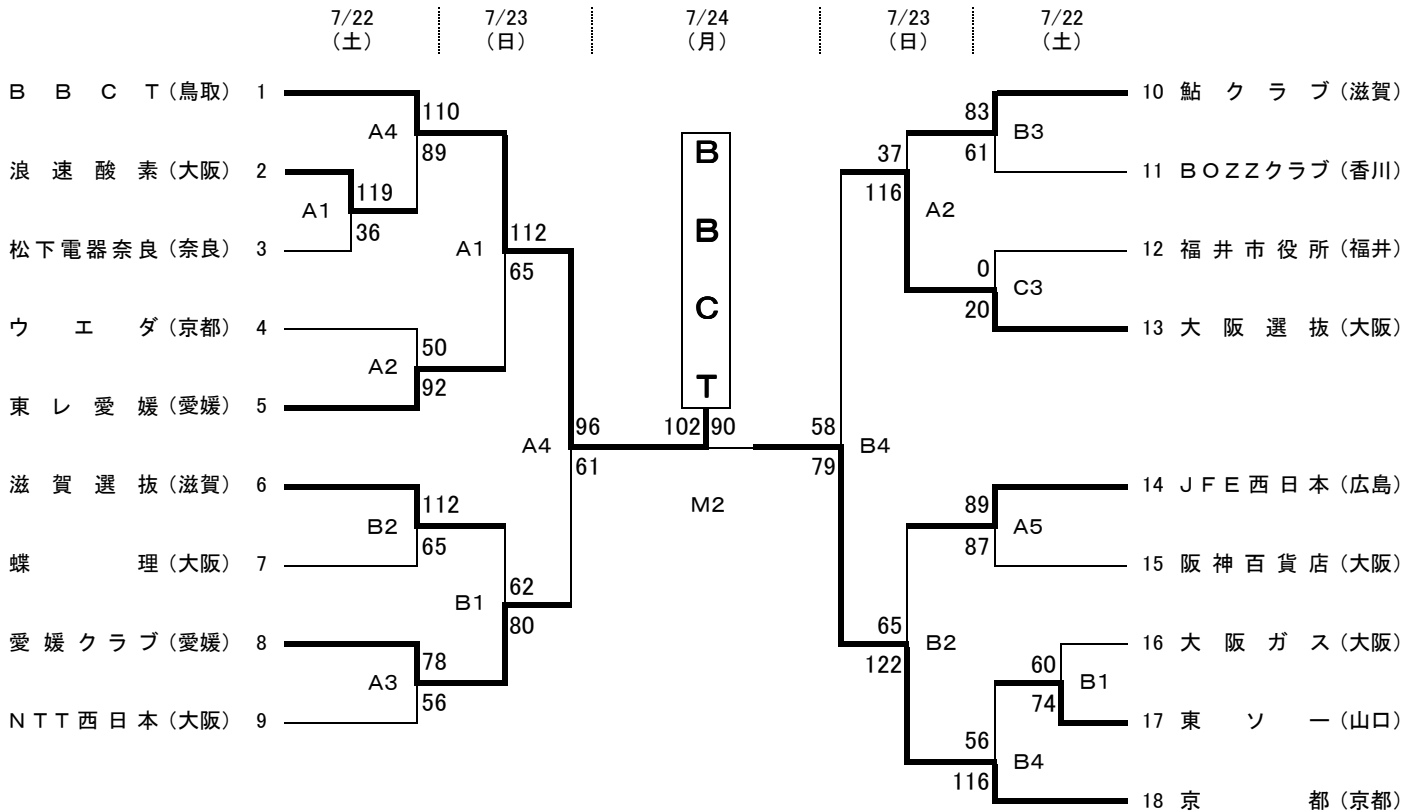 7/22 7/23 7/24 7/23 7/22
(土) (日) (月) (日) (土)
BBCT(鳥取) 1
浪速酸素(大阪) 2
松下電器奈良(奈良) 3
ウエダ(京都) 4
東レ愛媛(愛媛) 5
滋賀選抜(滋賀) 6
蝶理(大阪) 7
愛媛クラブ(愛媛) 8
NTT西日本(大阪) 9
A4
110
89
A1
119
36
A2
50
92
B2
112
65
A3
78
56
A1
112
65
B1
62
80
A4
96
61
BBCT
102 90
M2
58
79
B4
37
116
A2
65
122
B2
83
61
B3
0
20
C3
89
87
A5
60
74
B1
56
116
B4
10 鮎クラブ(滋賀)
11 BOZZクラブ(香川)
12 福井市役所(福井)
13 大阪選抜(大阪)
14 JFE西日本(広島)
15 阪神百貨店(大阪)
16 大阪ガス(大阪)
17 東ソー(山口)
18 京都(京都)